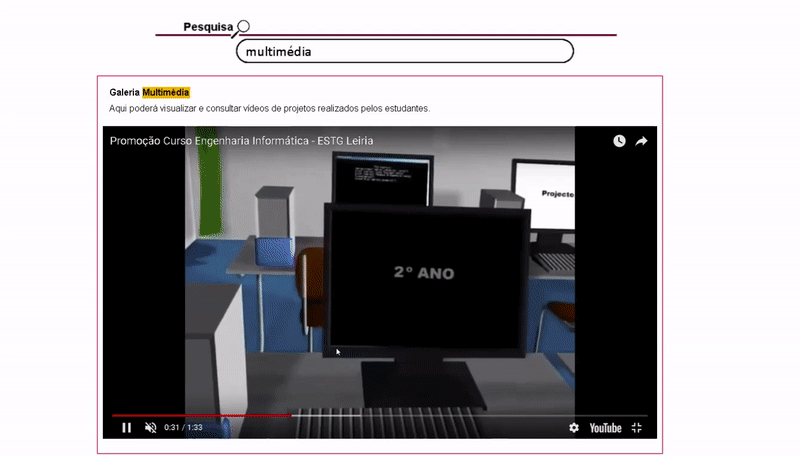 Pesquisa
multimédia
Galeria Multimédia
Aqui poderá visualizar e consultar vídeos de projetos realizados pelos estudantes.
Promoção Curso Engenharia Informática - ESTG Leiria
Projecto
2º ANO
0:31 / 1:33
YouTube